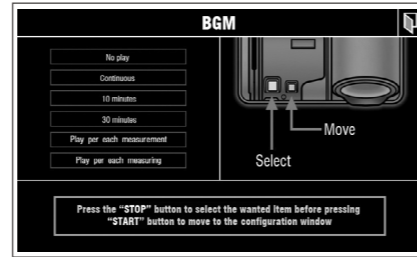 BGM
No play
Continuous
10 minutes
30 minutes
Play per each measurement
Play per each measuring
Move
Select
Press the “STOP” button to select the wanted item before pressing
“START” button to move to the configuration window